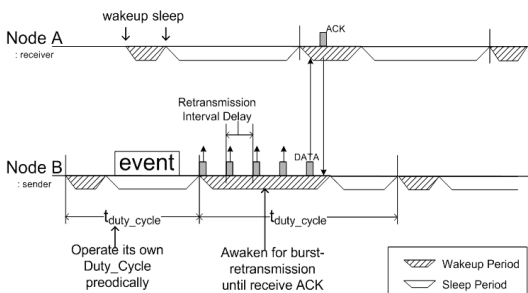 wakeup sleep
Node A
: receiver
ACK
Retransmission
Interval Delay
event
DATA
Node B
: sender
tduty_cycle
tduty_cycle
Operate its own
Duty_Cycle
preodically
Awaken for burst-
retransmission
until receive ACK
Wakeup Period
Sleep Period